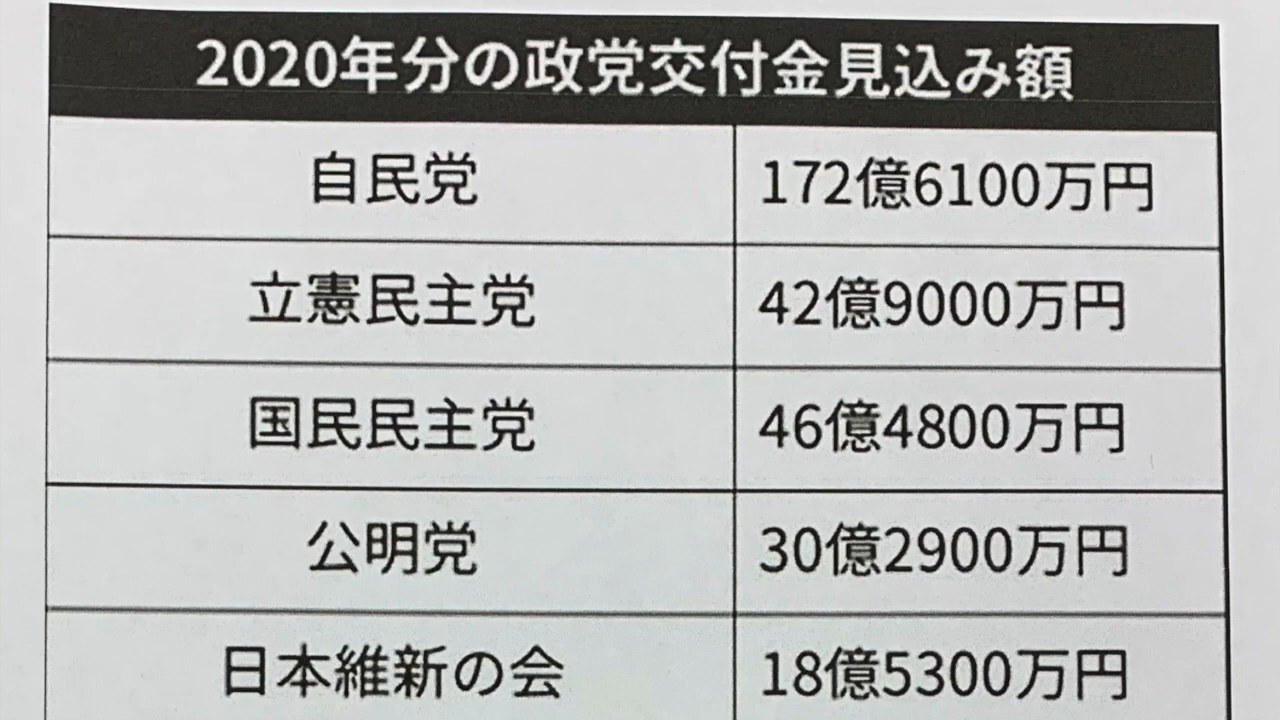 2020年分の政党交付金見込み額
自民党 172億6100万円
立憲民主党 42億9000万円
国民民主党 46億4800万円
公明党 30億2900万円
日本維新の会 18億5300万円